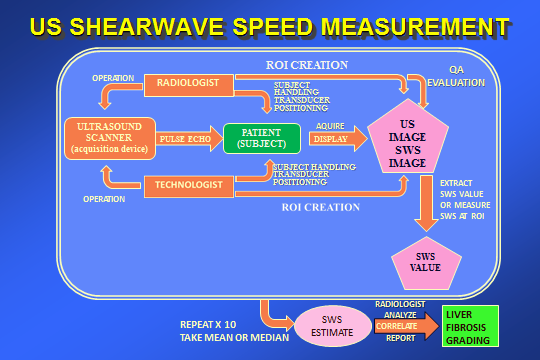 US SHEARWAVE SPEED MEASUREMENT
ROI CREATION
QA
EVALUATION
OPERATION
RADIOLOGIST
SUBJECT
HANDLING
TRANSDUCER
POSITIONING
ULTRASOUND
SCANNER
(acquisition device)
PULSE ECHO
PATIENT
(SUBJECT)
AQUIRE
DISPLAY
US
IMAGE
SWS
IMAGE
TECHNOLOGIST
SUBJECT HANDLING
TRANSDUCER
POSITIONING
OPERATION
ROI CREATION
EXTRACT
SWS VALUE
OR MEASURE
SWS AT ROI
SWS
VALUE
REPEAT X 10
TAKE MEAN OR MEDIAN
SWS
ESTIMATE
RADIOLOGIST
ANALYZE
CORRELATE
REPORT
LIVER
FIBROSIS
GRADING